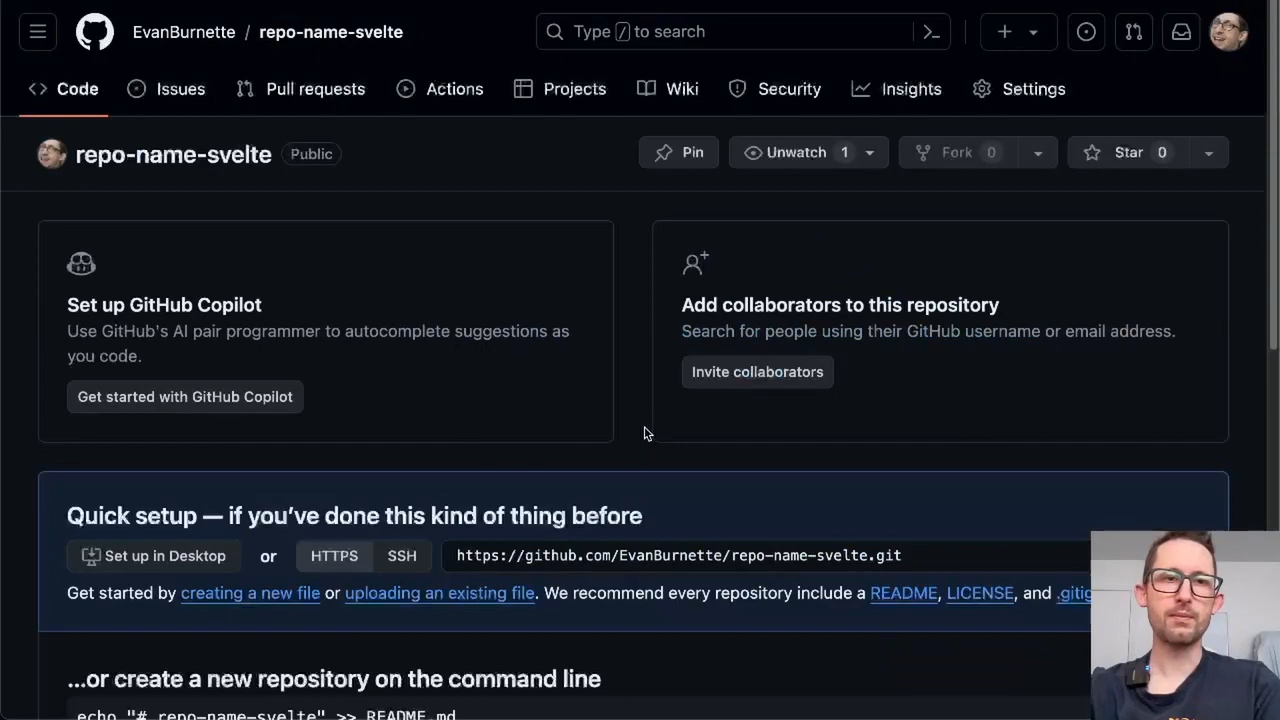 EvanBurnette / repo-name-svelte
Type / to search
Code
Issues
Pull requests
Actions
Projects
Wiki
Security
Insights
Settings
repo-name-svelte Public
Pin
Unwatch 1
Fork 0
Star 0
Set up GitHub Copilot
Use GitHub's AI pair programmer to autocomplete suggestions as
you code.
Get started with GitHub Copilot
Add collaborators to this repository
Search for people using their GitHub username or email address.
Invite collaborators
Quick setup — if you've done this kind of thing before
Set up in Desktop or HTTPS SSH https://github.com/EvanBurnette/repo-name-svelte.git
Get started by creating a new file or uploading an existing file. We recommend every repository include a README, LICENSE, and .gitig
...or create a new repository on the command line
echo "# repo-name-svelte" >> README.md